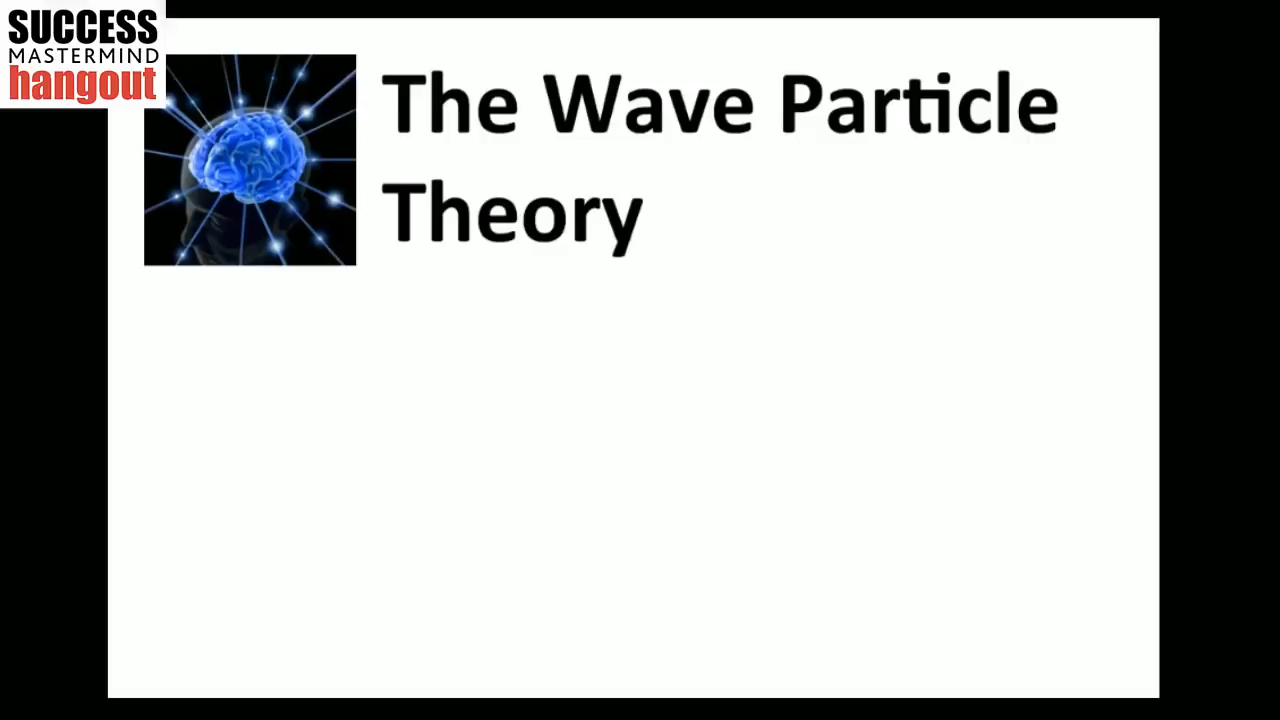 SUCCESS
MASTERMIND
hangout
The Wave Particle
Theory